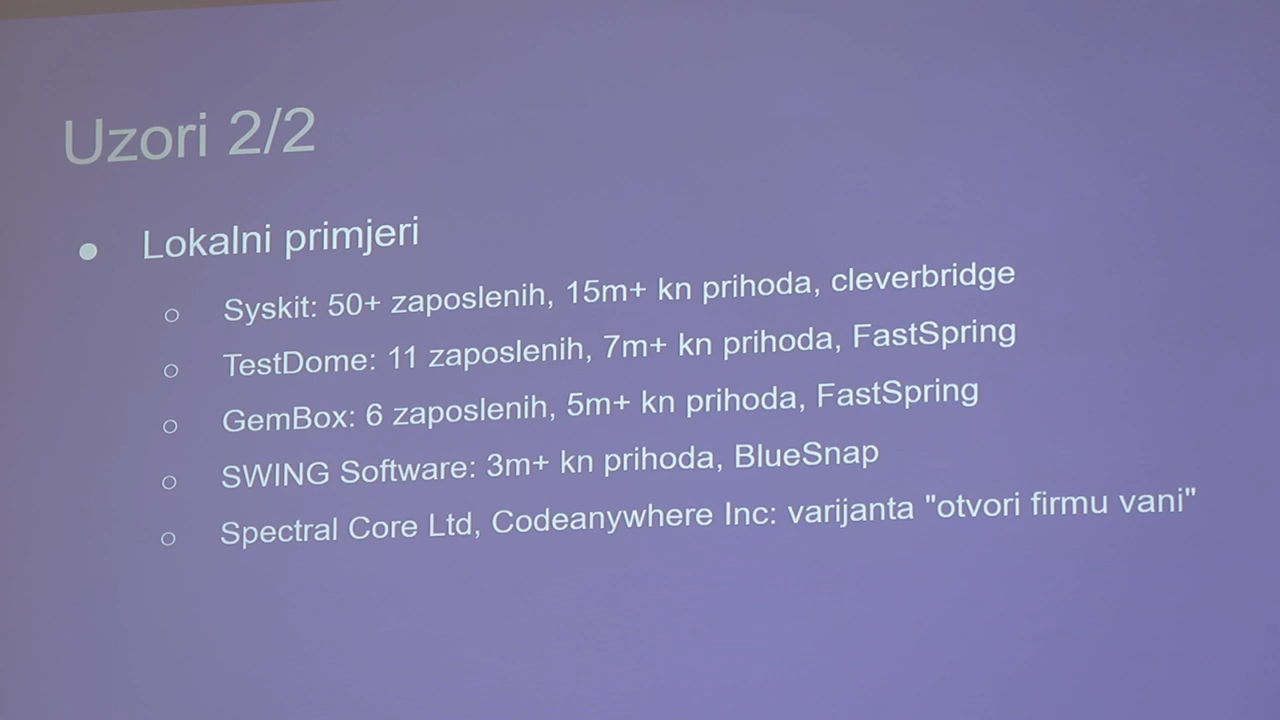 Uzori 2/2
● Lokalni primjeri
○ Syskit: 50+ zaposlenih, 15m+ kn prihoda, cleverbridge
○ TestDome: 11 zaposlenih, 7m+ kn prihoda, FastSpring
○ GemBox: 6 zaposlenih, 5m+ kn prihoda, FastSpring
○ SWING Software: 3m+ kn prihoda, BlueSnap
○ Spectral Core Ltd, Codeanywhere Inc: varijanta "otvori firmu vani"